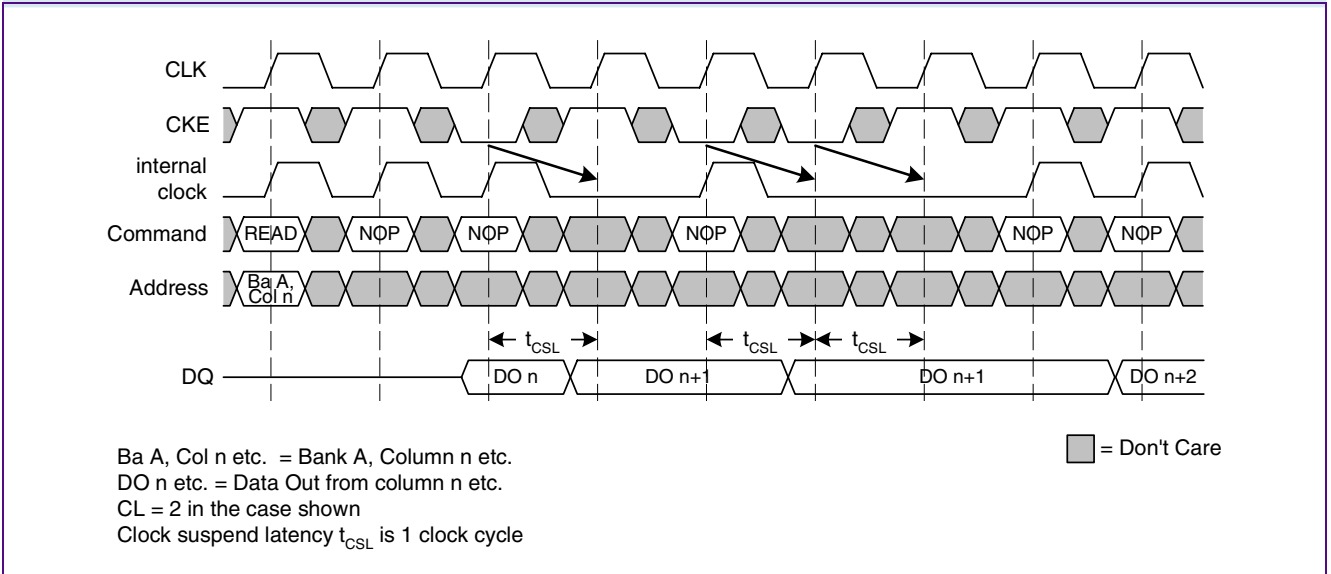 CLK
CKE
internal
clock
Command READ NOP NOP NOP NOP NOP
Address Ba A,
Col n
tCSL tCSL tCSL
DQ DO n DO n+1 DO n+1 DO n+2
Ba A, Col n etc. = Bank A, Column n etc.
= Don't Care
DO n etc. = Data Out from column n etc.
CL = 2 in the case shown
Clock suspend latency tCSL is 1 clock cycle